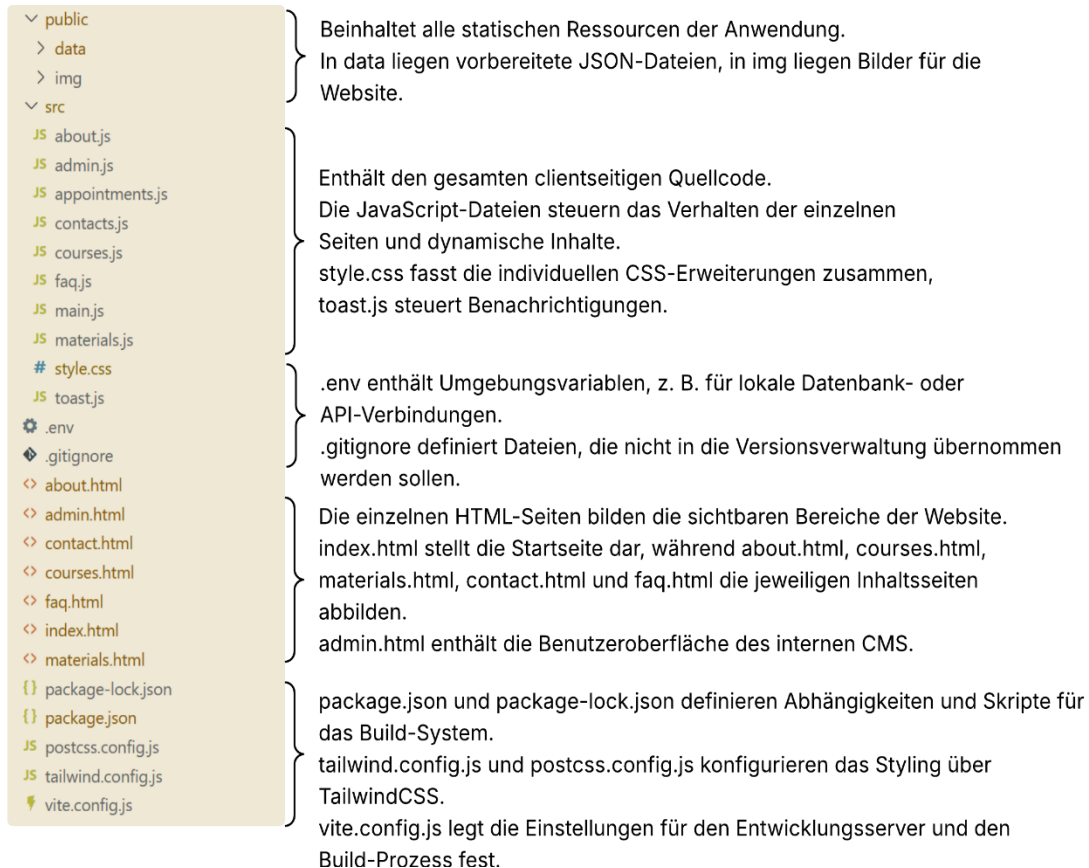 public
data
img
src
about.js
admin.js
appointments.js
contacts.js
courses.js
faq.js
main.js
materials.js
style.css
toast.js
.env
.gitignore
about.html
admin.html
contact.html
courses.html
faq.html
index.html
materials.html
package-lock.json
package.json
postcss.config.js
tailwind.config.js
vite.config.js
Beinhaltet alle statischen Ressourcen der Anwendung.
In data liegen vorbereitete JSON-Dateien, in img liegen Bilder für die
Website.
Enthält den gesamten clientseitigen Quellcode.
Die JavaScript-Dateien steuern das Verhalten der einzelnen
Seiten und dynamische Inhalte.
style.css fasst die individuellen CSS-Erweiterungen zusammen,
toast.js steuert Benachrichtigungen.
.env enthält Umgebungsvariablen, z. B. für lokale Datenbank- oder
API-Verbindungen.
.gitignore definiert Dateien, die nicht in die Versionsverwaltung übernommen
werden sollen.
Die einzelnen HTML-Seiten bilden die sichtbaren Bereiche der Website.
index.html stellt die Startseite dar, während about.html, courses.html,
materials.html, contact.html und faq.html die jeweiligen Inhaltsseiten
abbilden.
admin.html enthält die Benutzeroberfläche des internen CMS.
package.json und package-lock.json definieren Abhängigkeiten und Skripte für
das Build-System.
tailwind.config.js und postcss.config.js konfigurieren das Styling über
TailwindCSS.
vite.config.js legt die Einstellungen für den Entwicklungsserver und den
Build-Prozess fest.